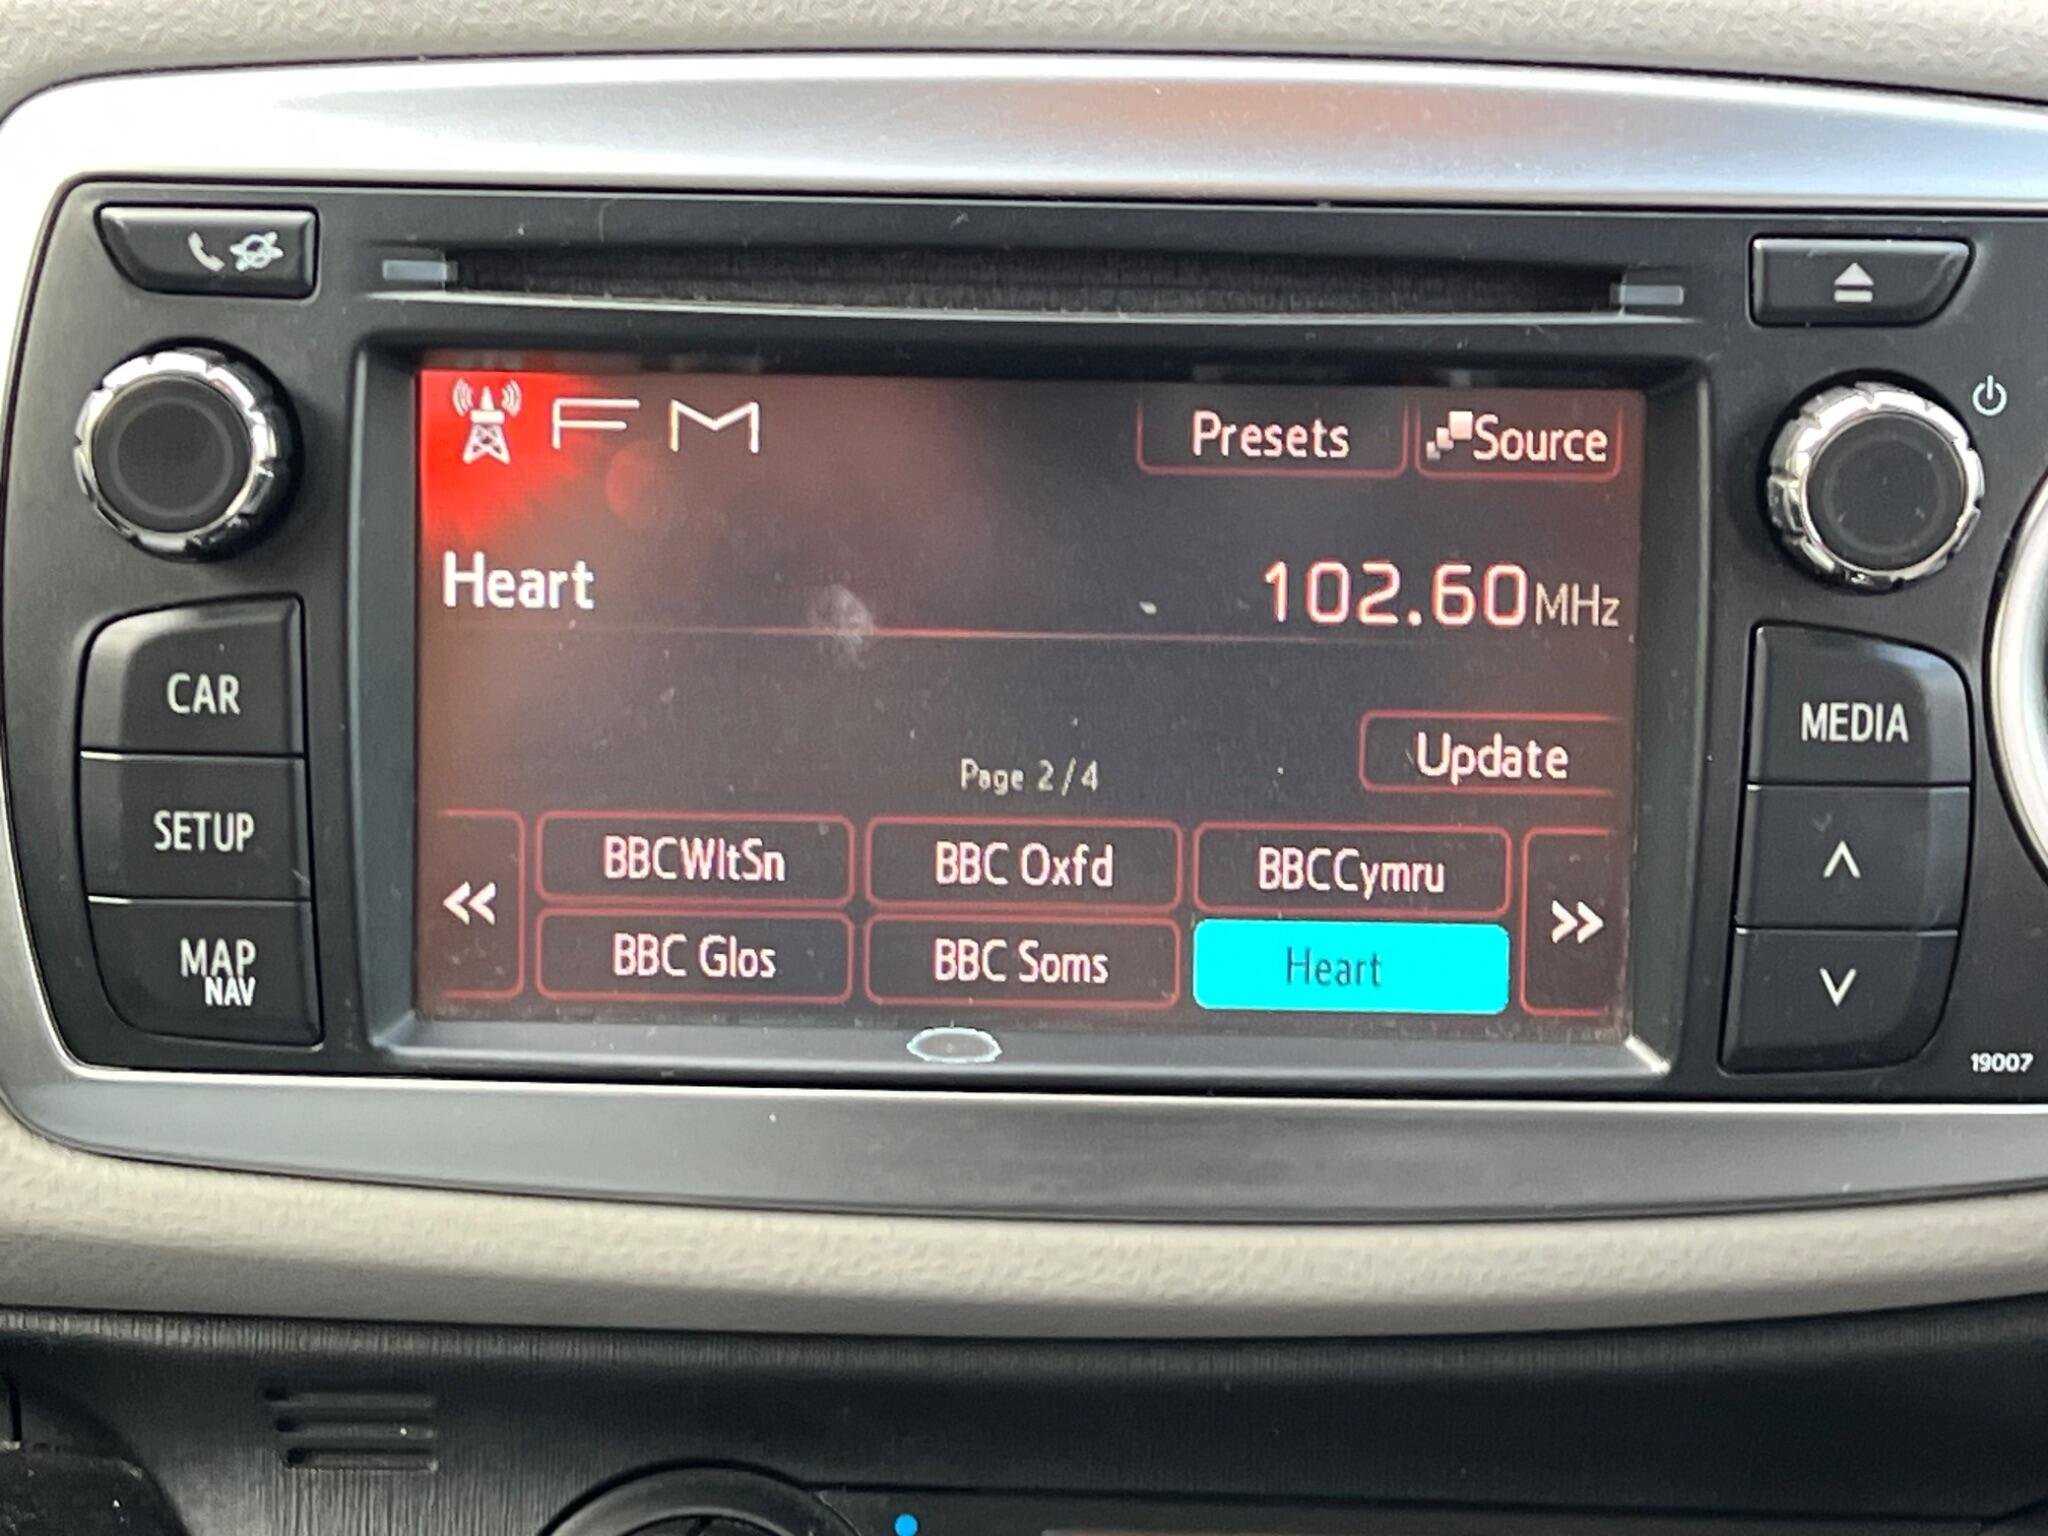 FM
Presets
Source
Heart
102.60MHz
CAR
MEDIA
Update
Page 2/4
SETUP
BBCWltSn
BBC Oxfd
BBCCymru
MAP
NAV
BBC Glos
BBC Soms
Heart
19007